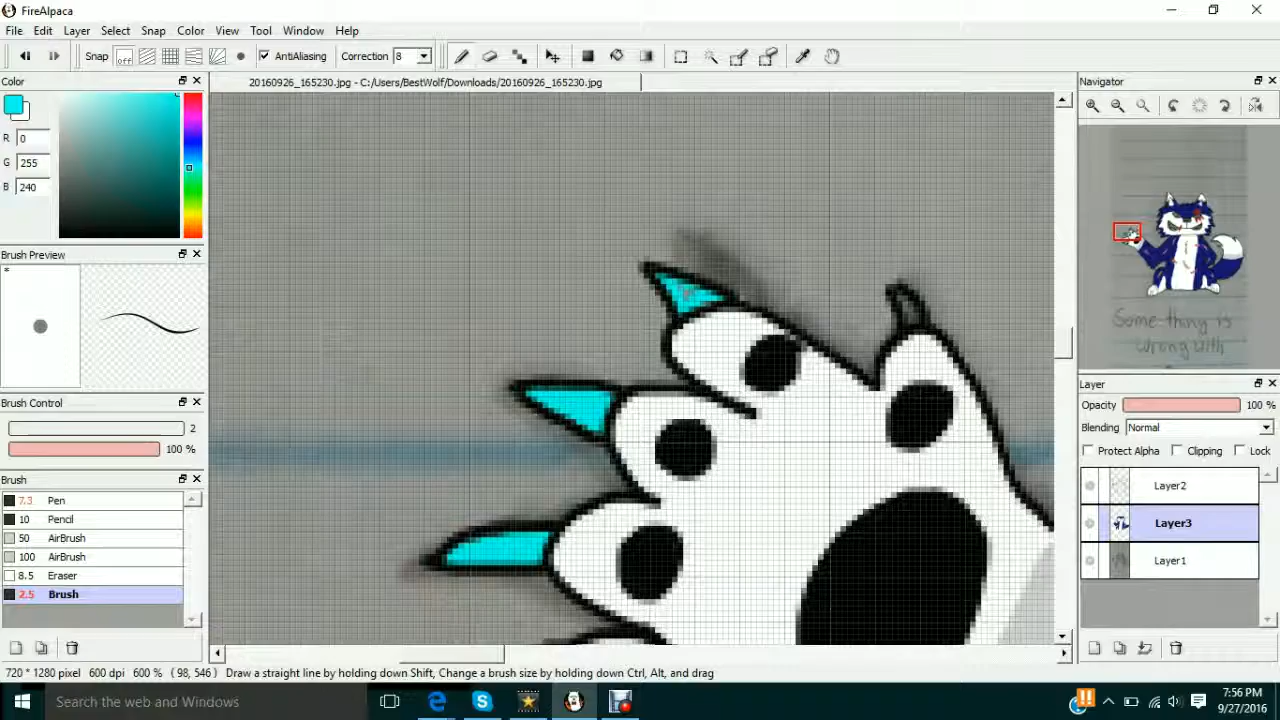 FireAlpaca
File Edit Layer Select Snap Color View Tool Window Help
Snap OFF AntiAliasing Correction 8
Color
20160926_165230.jpg - C:/Users/BestWolf/Downloads/20160926_165230.jpg
Navigator
R 0
G 255
B 240
Brush Preview
*
Some thing is
wrong with
Brush Control
2
100 %
Layer
Opacity 100 %
Blending Normal
Protect Alpha Clipping Lock
Brush
7.3 Pen
10 Pencil
50 AirBrush
100 AirBrush
8.5 Eraser
2.5 Brush
Layer2
Layer3
Layer1
720 * 1280 pixel 600 dpi 600 % ( 98, 546 ) Draw a straight line by holding down Shift, Change a brush size by holding down Ctrl, Alt, and drag
Search the web and Windows
7:56 PM
9/27/2016